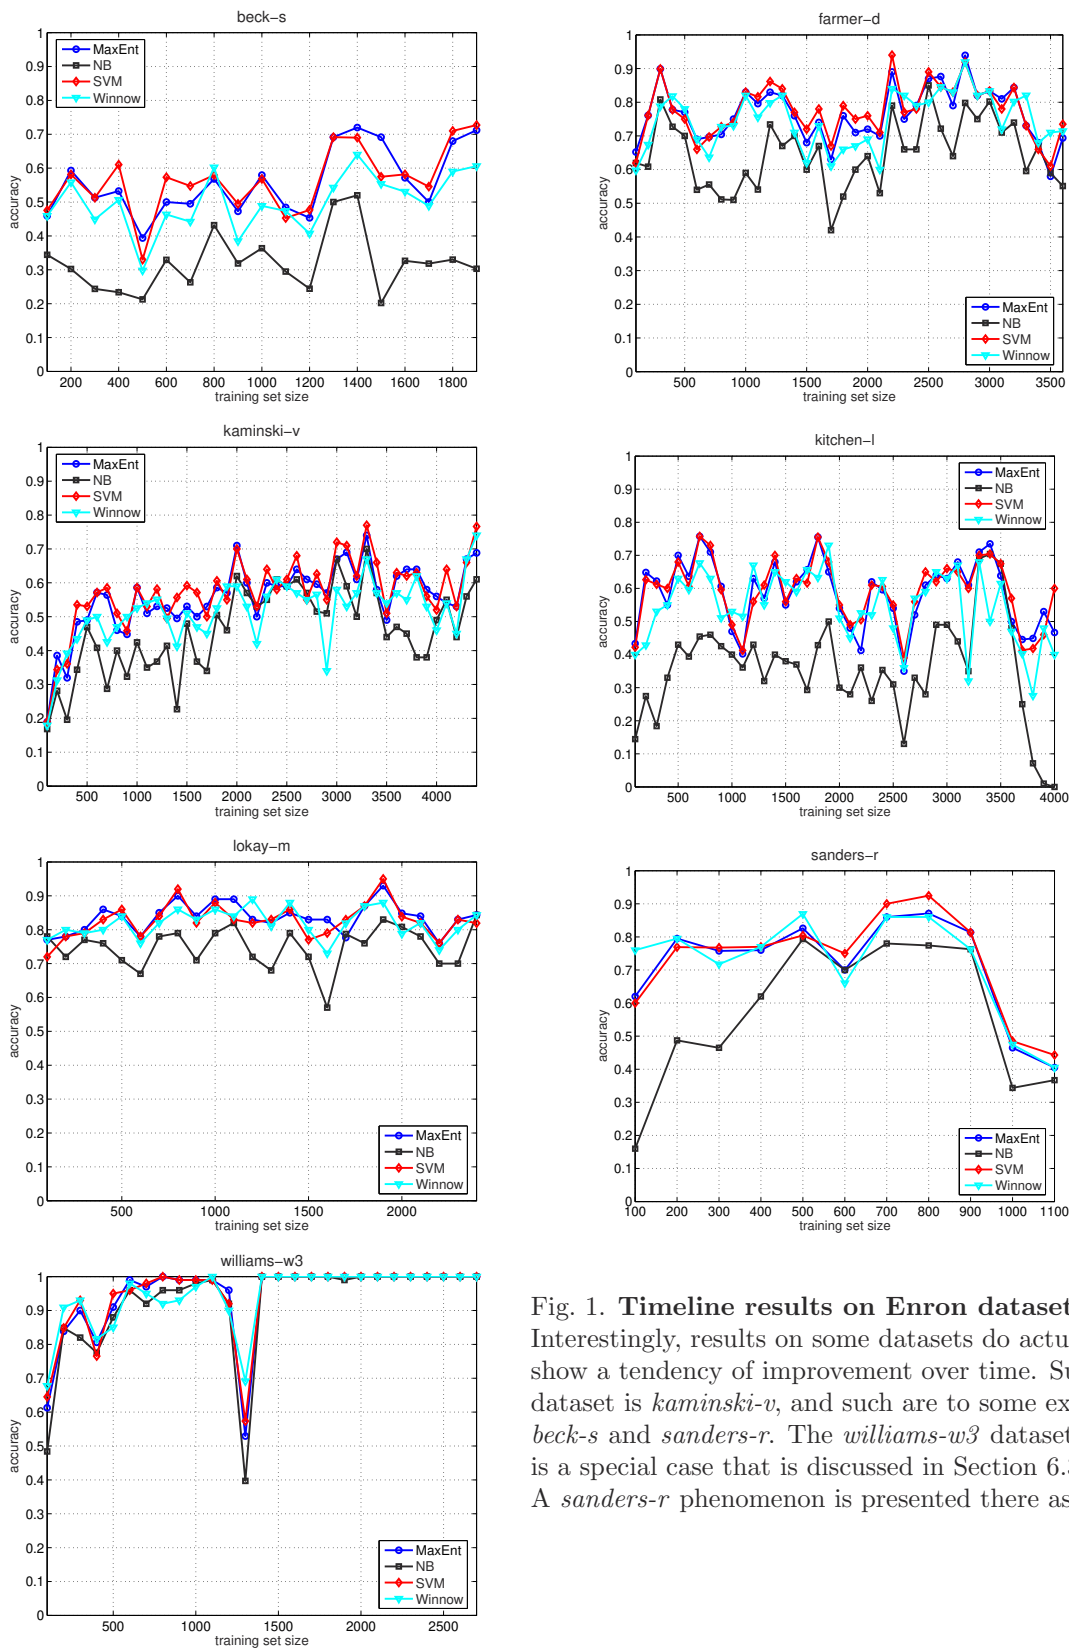 beck-s
1
0.9
0.8
0.7
0.6
0.5
0.4
0.3
0.2
0.1
0
accuracy
MaxEnt
NB
SVM
Winnow
200 400 600 800 1000 1200 1400 1600 1800
training set size
farmer-d
1
0.9
0.8
0.7
0.6
0.5
0.4
0.3
0.2
0.1
0
accuracy
MaxEnt
NB
SVM
Winnow
500 1000 1500 2000 2500 3000 3500
training set size
kaminski-v
1
0.9
0.8
0.7
0.6
0.5
0.4
0.3
0.2
0.1
0
accuracy
MaxEnt
NB
SVM
Winnow
500 1000 1500 2000 2500 3000 3500 4000
training set size
kitchen-l
1
0.9
0.8
0.7
0.6
0.5
0.4
0.3
0.2
0.1
0
accuracy
MaxEnt
NB
SVM
Winnow
500 1000 1500 2000 2500 3000 3500 4000
training set size
lokay-m
1
0.9
0.8
0.7
0.6
0.5
0.4
0.3
0.2
0.1
0
accuracy
MaxEnt
NB
SVM
Winnow
500 1000 1500 2000
training set size
sanders-r
1
0.9
0.8
0.7
0.6
0.5
0.4
0.3
0.2
0.1
0
accuracy
MaxEnt
NB
SVM
Winnow
100 200 300 400 500 600 700 800 900 1000 1100
training set size
williams-w3
1
0.9
0.8
0.7
0.6
0.5
0.4
0.3
0.2
0.1
0
accuracy
MaxEnt
NB
SVM
Winnow
500 1000 1500 2000 2500
training set size
Fig. 1. Timeline results on Enron dataset
Interestingly, results on some datasets do actu
show a tendency of improvement over time. Su
dataset is kaminski-v, and such are to some ex
beck-s and sanders-r. The williams-w3 dataset
is a special case that is discussed in Section 6.3
A sanders-r phenomenon is presented there as